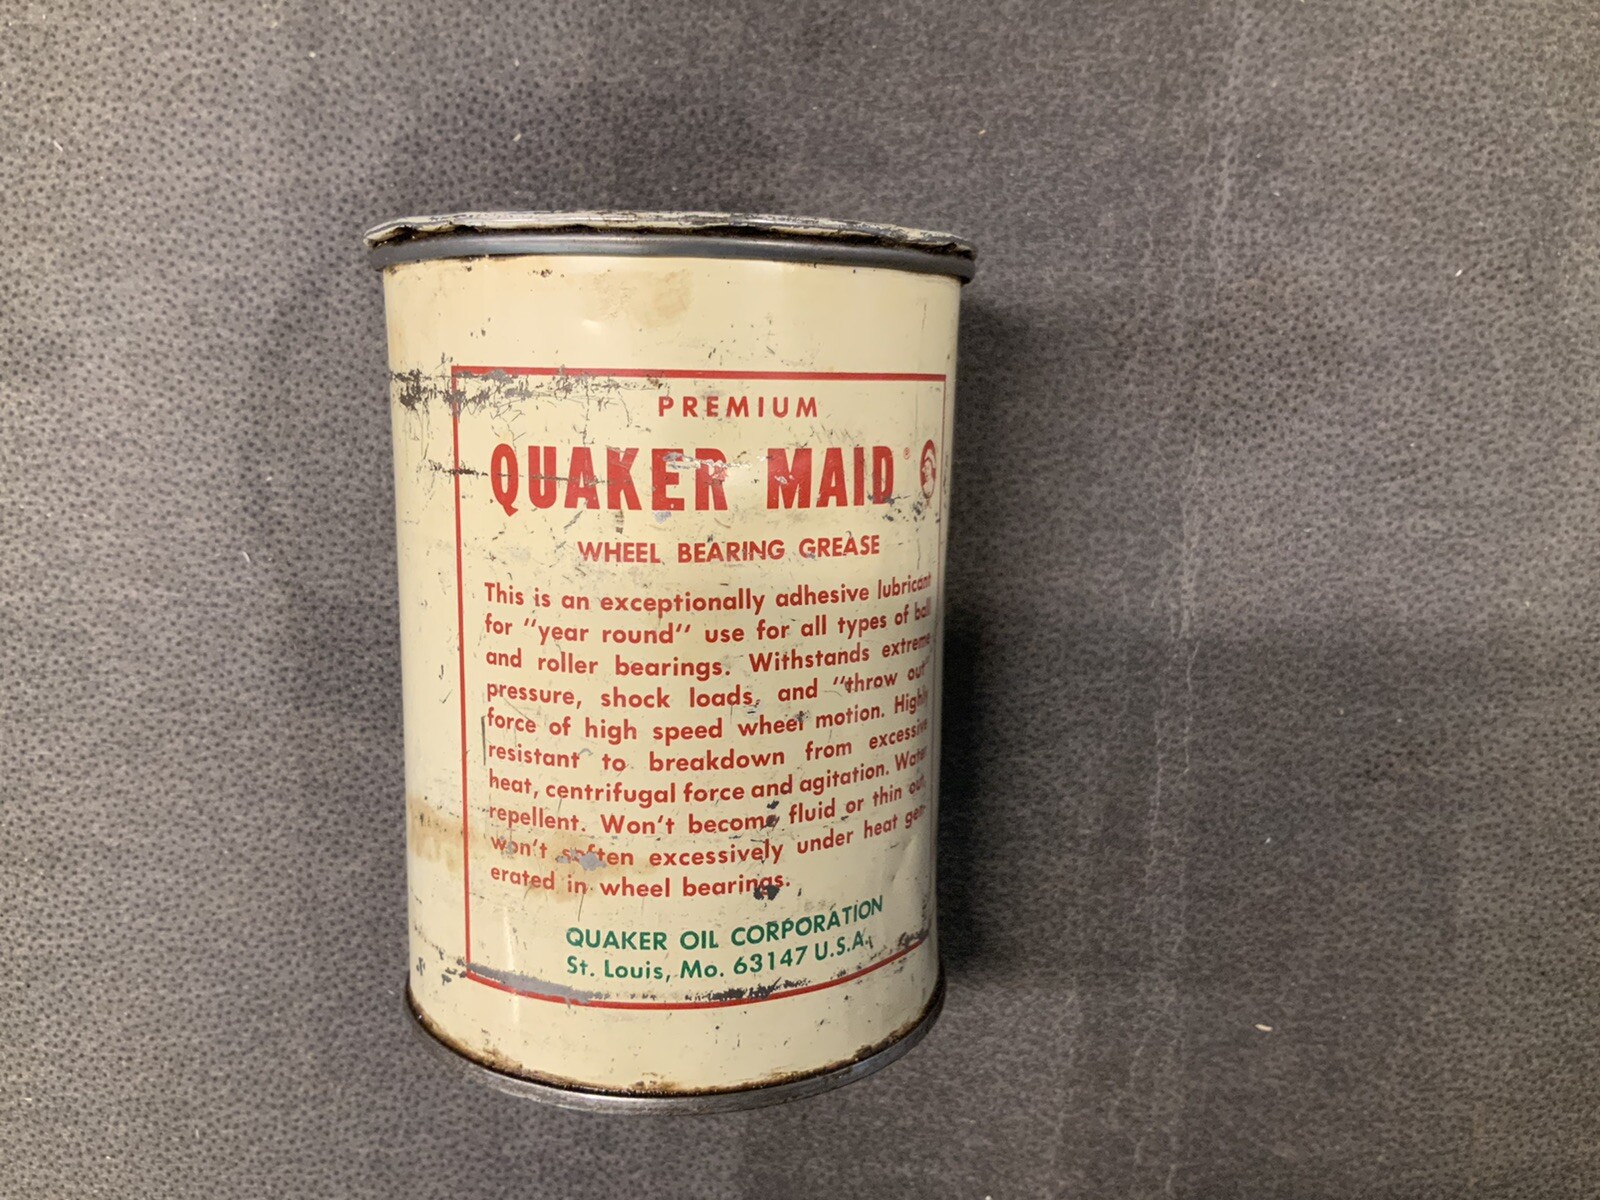 PREMIUM
QUAKER MAID®
WHEEL BEARING GREASE
This is an exceptionally adhesive lubricant
for "year round" use for all types of ball
and roller bearings. Withstands extreme
pressure, shock loads, and "throw out"
force of high speed wheel motion. Highly
resistant to breakdown from excessive
heat, centrifugal force and agitation. Water
repellent. Won't become fluid or thin out,
won't soften excessively under heat gen-
erated in wheel bearings.
QUAKER OIL CORPORATION
St. Louis, Mo. 63147 U.S.A.